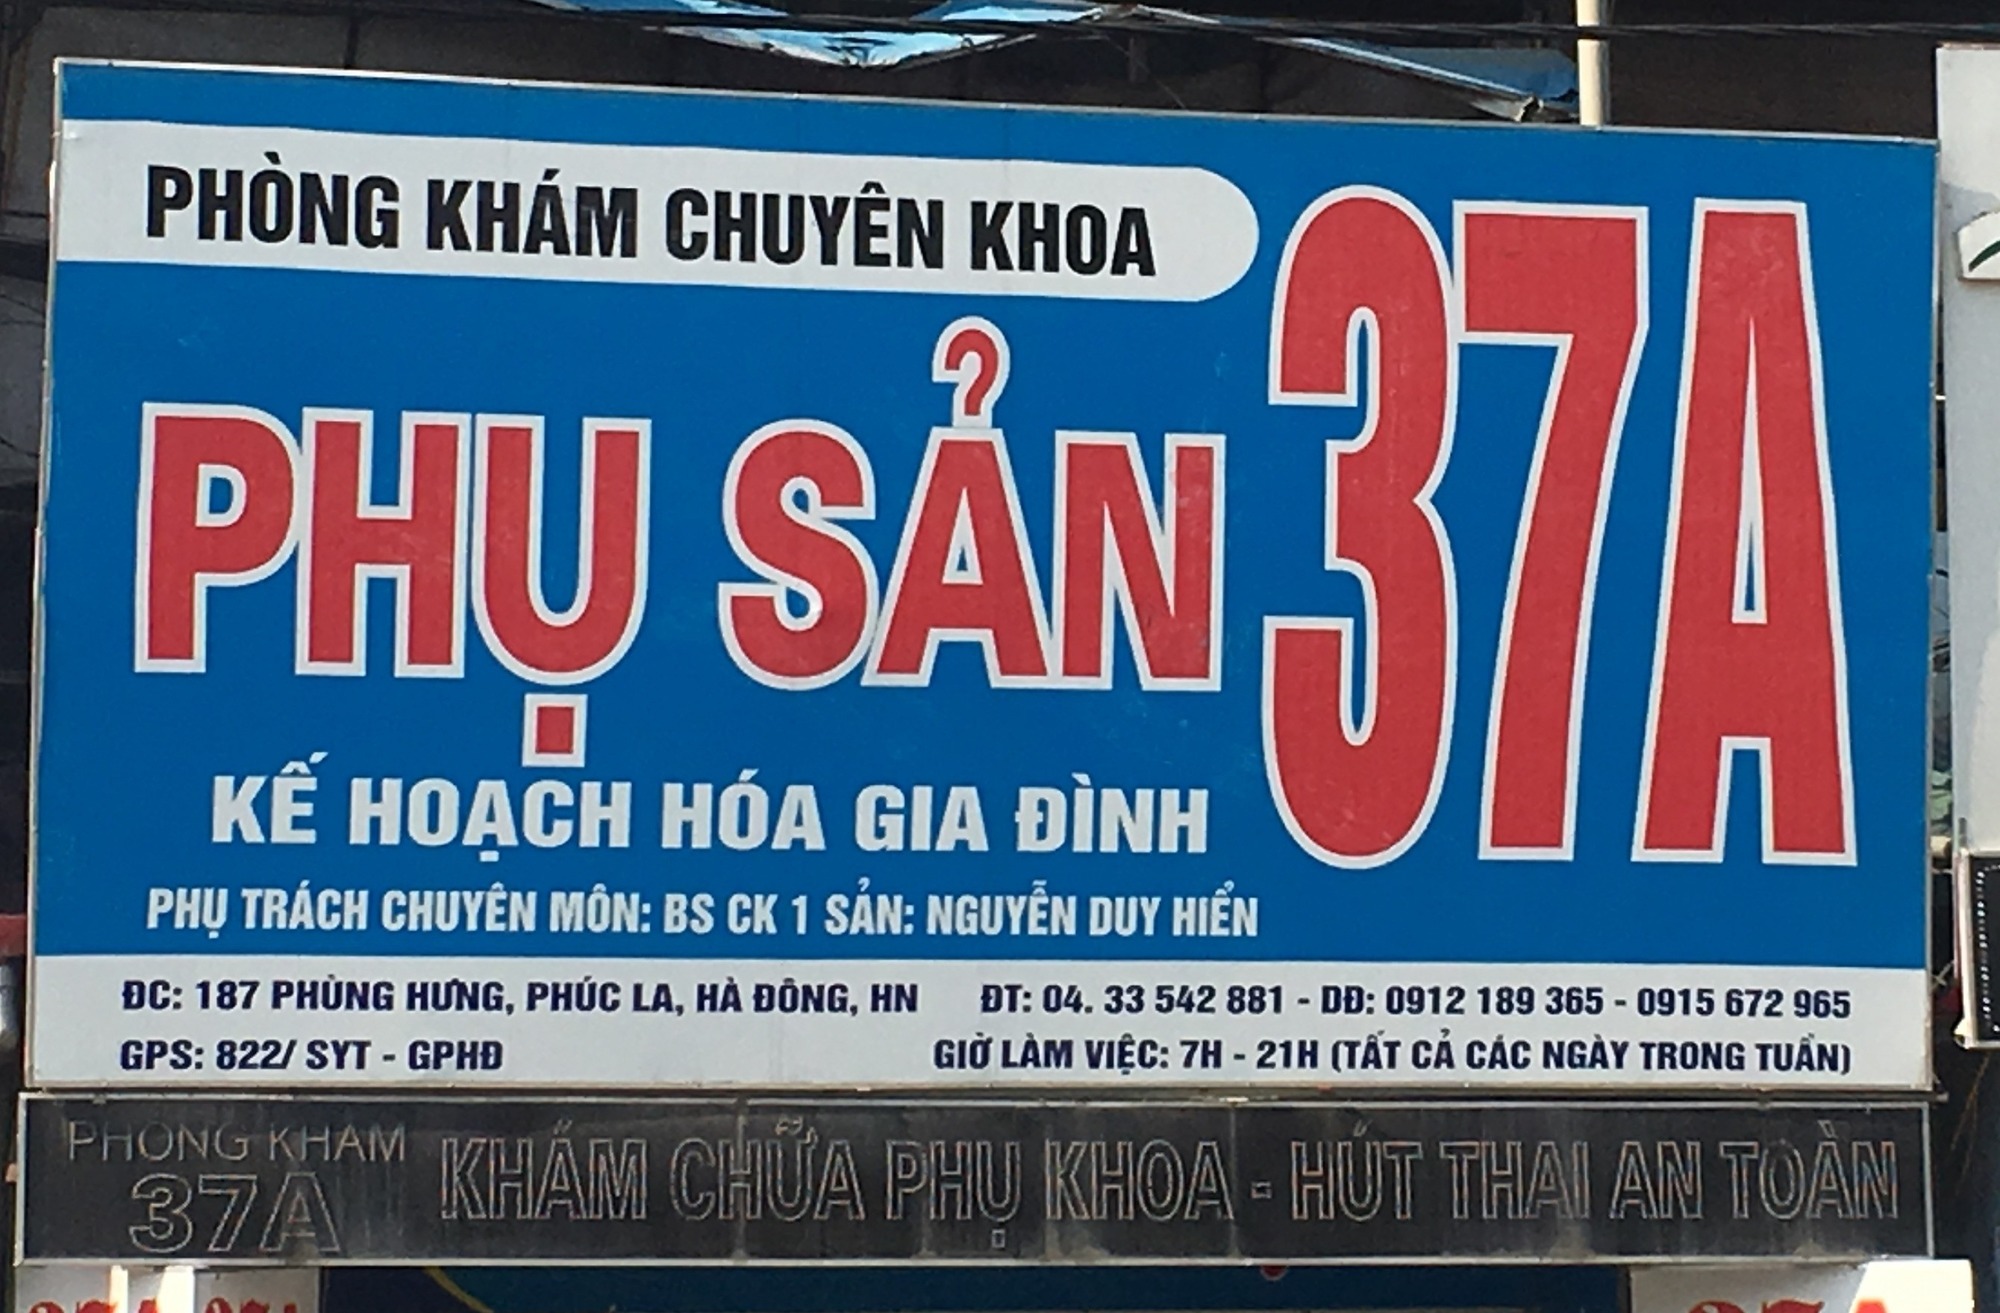 PHÒNG KHÁM CHUYÊN KHOA
PHỤ SẢN 37A
KẾ HOẠCH HÓA GIA ĐÌNH
PHỤ TRÁCH CHUYÊN MÔN: BS CK 1 SẢN: NGUYỄN DUY HIỂN
ĐC: 187 PHÙNG HƯNG, PHÚC LA, HÀ ĐÔNG, HN ĐT: 04. 33 542 881 - DĐ: 0912 189 365 - 0915 672 965
GPS: 822/ SYT - GPHĐ GIỜ LÀM VIỆC: 7H - 21H (TẤT CẢ CÁC NGÀY TRONG TUẦN)
PHÒNG KHÁM
37A
KHÁM CHỮA PHỤ KHOA - HÚT THAI AN TOÀN